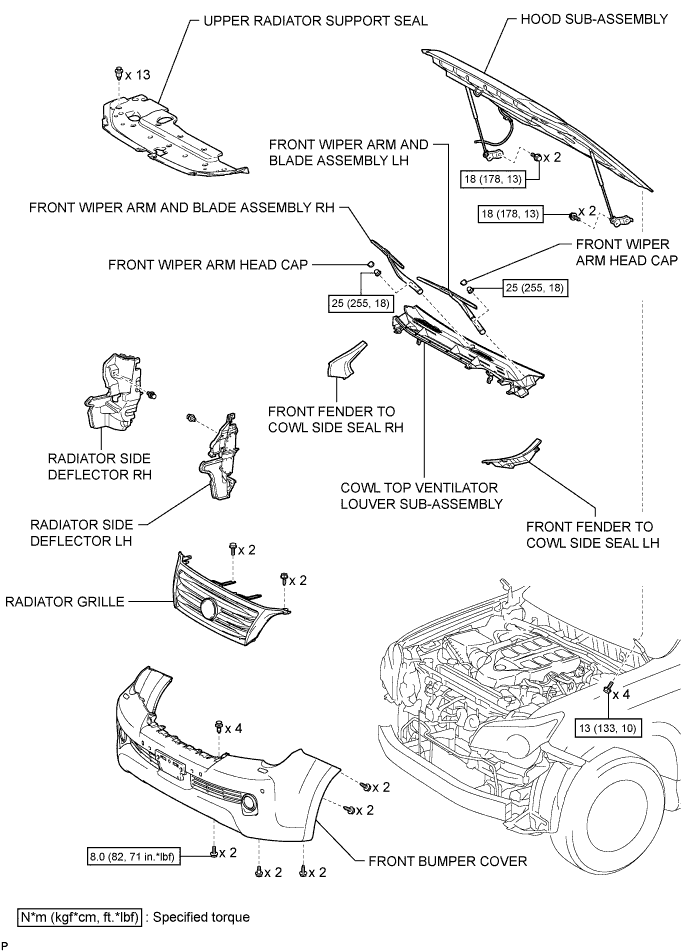 UPPER RADIATOR SUPPORT SEAL
HOOD SUB-ASSEMBLY
x 13
FRONT WIPER ARM AND
BLADE ASSEMBLY LH
x 2
18 (178, 13)
18 (178, 13)
x 2
FRONT WIPER ARM AND BLADE ASSEMBLY RH
FRONT WIPER
ARM HEAD CAP
FRONT WIPER ARM HEAD CAP
25 (255, 18)
25 (255, 18)
FRONT FENDER TO
COWL SIDE SEAL RH
RADIATOR SIDE
DEFLECTOR RH
COWL TOP VENTILATOR
LOUVER SUB-ASSEMBLY
RADIATOR SIDE
DEFLECTOR LH
FRONT FENDER TO
COWL SIDE SEAL LH
x 2
x 2
RADIATOR GRILLE
x 4
13 (133, 10)
x 4
x 2
x 2
8.0 (82, 71 in.*lbf)
x 2
x 2
x 2
FRONT BUMPER COVER
N*m (kgf*cm, ft.*lbf) : Specified torque
P